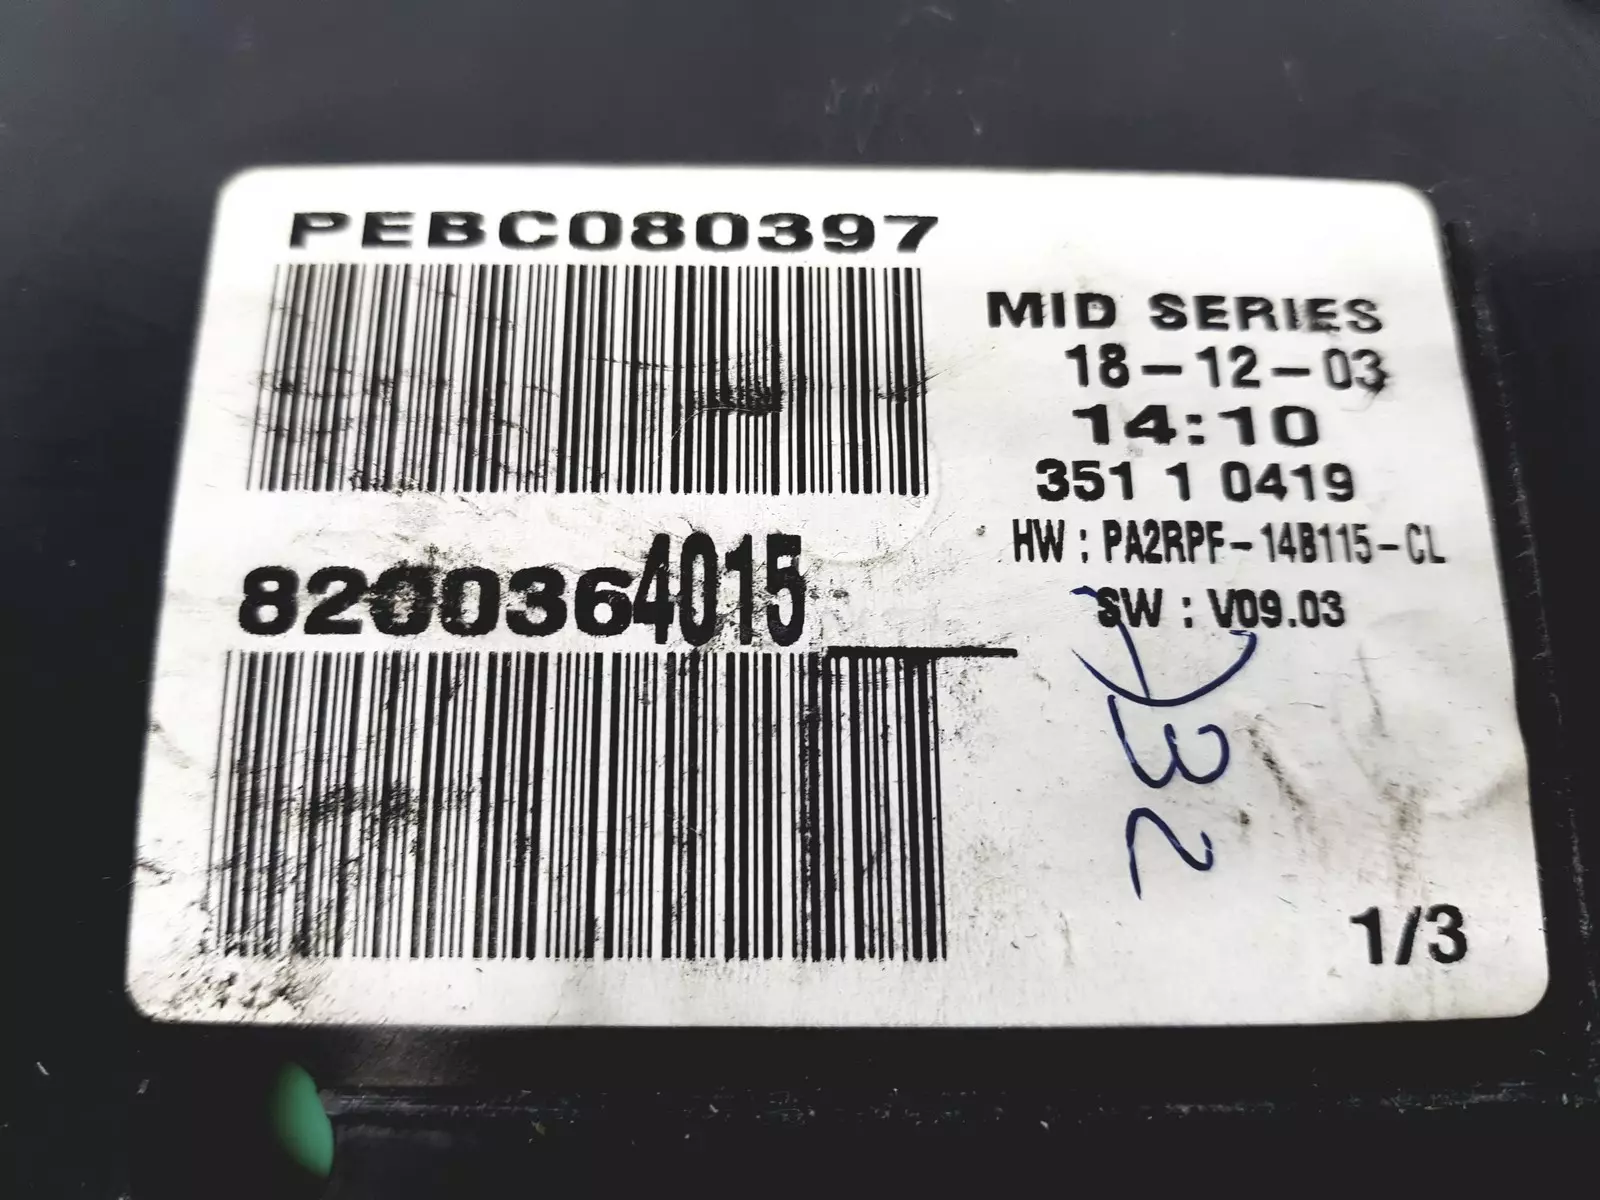 PEBC080397
MID SERIES
18-12-03
14:10
351 1 0419
HW : PA2RPF-14B115-CL
8200364015
SW : V09.03
32
1/3